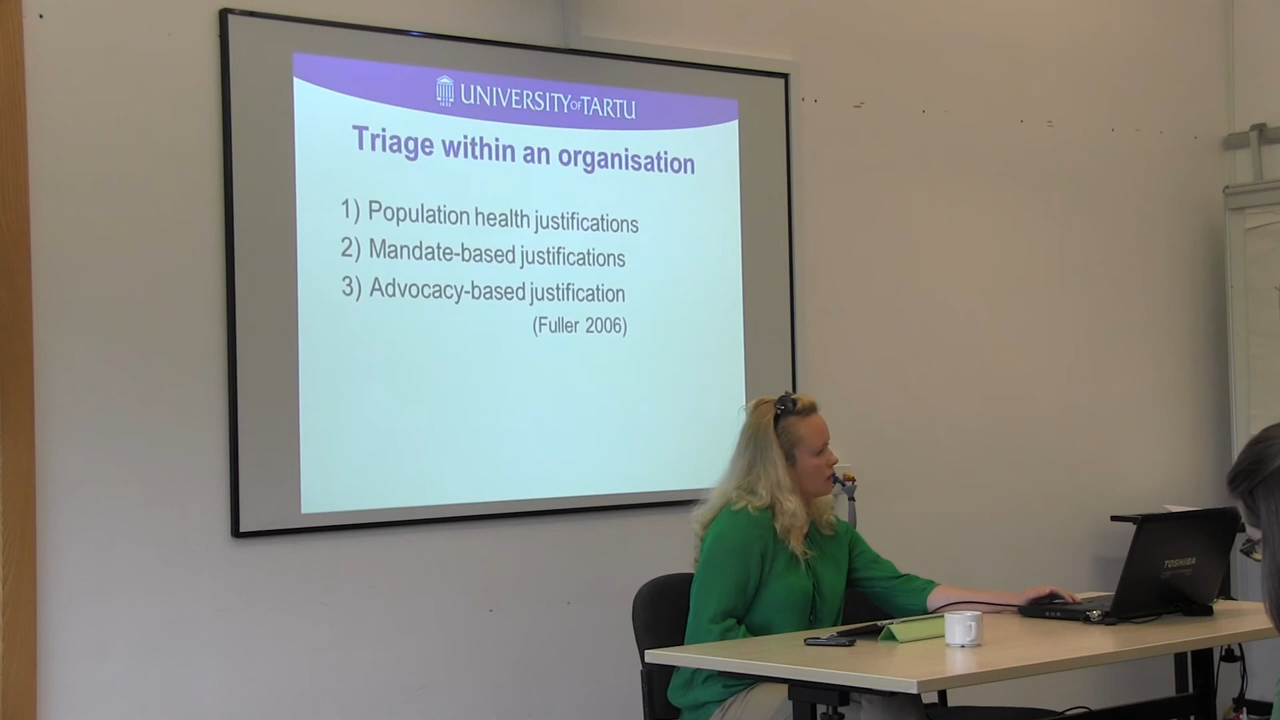 UNIVERSITY OF TARTU
Triage within an organisation
1) Population health justifications
2) Mandate-based justifications
3) Advocacy-based justification
(Fuller 2006)
TOSHIBA